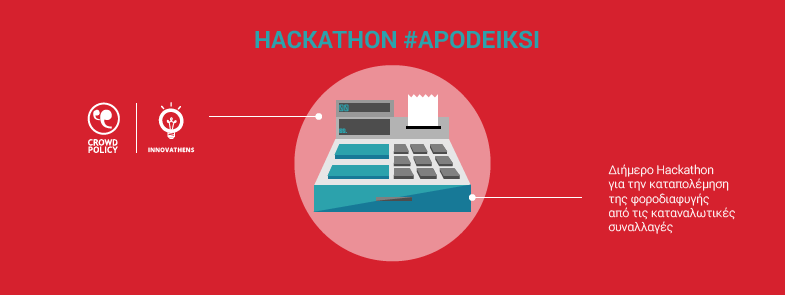 HACKATHON #APODEIKSI
CROWD
POLICY
INNOVATHENS
Διήμερο Hackathon
για την καταπολέμηση
της φοροδιαφυγής
από τις καταναλωτικές
συναλλαγές